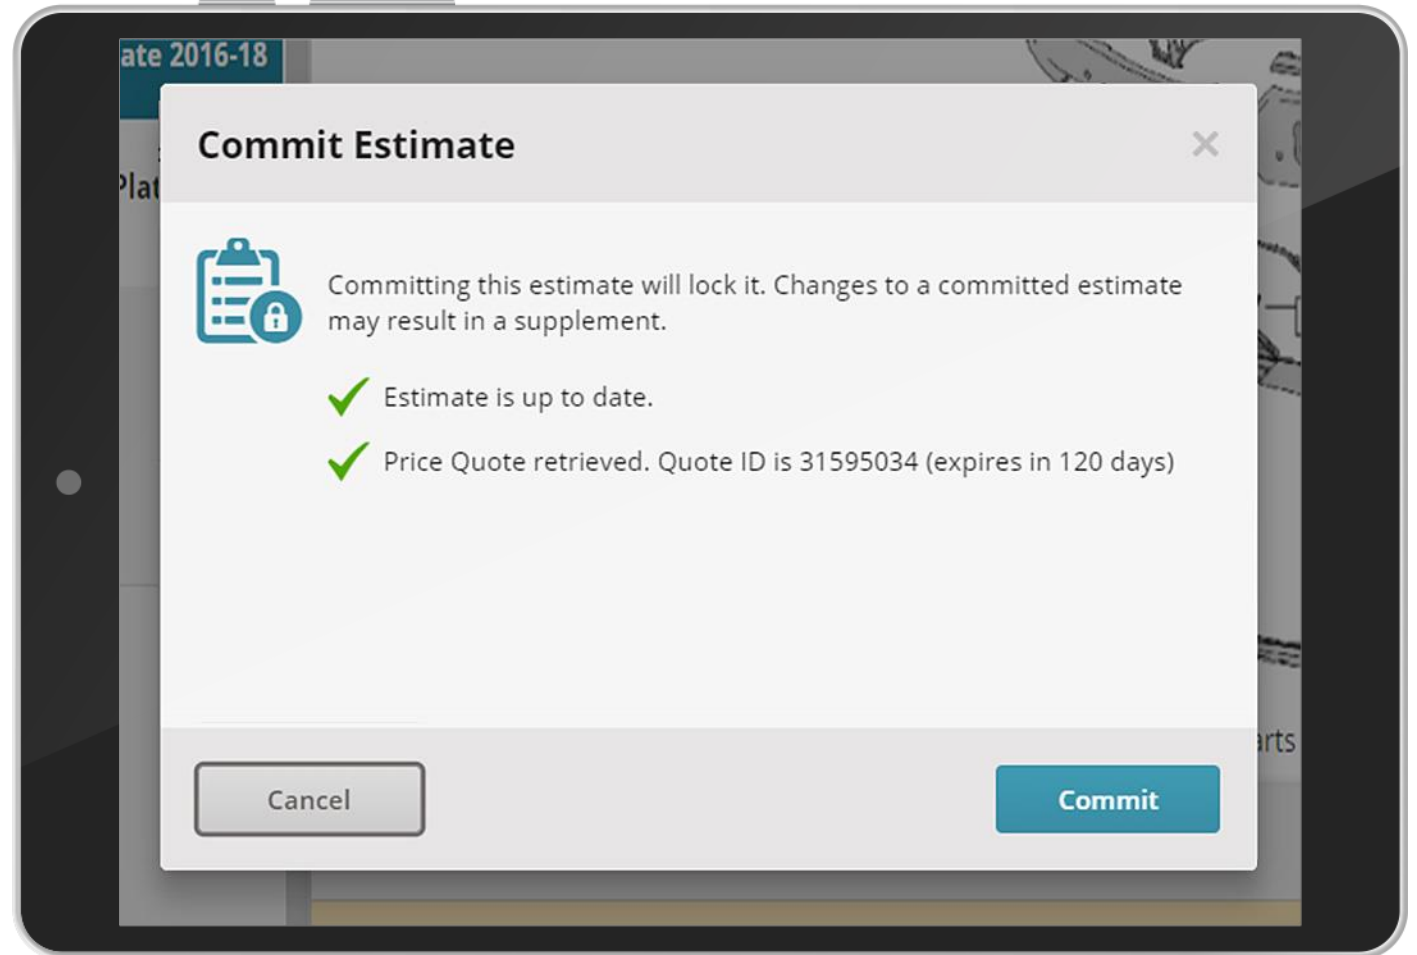 ate 2016-18
Plat
Commit Estimate
Committing this estimate will lock it. Changes to a committed estimate
may result in a supplement.
Estimate is up to date.
Price Quote retrieved. Quote ID is 31595034 (expires in 120 days)
arts
Cancel
Commit